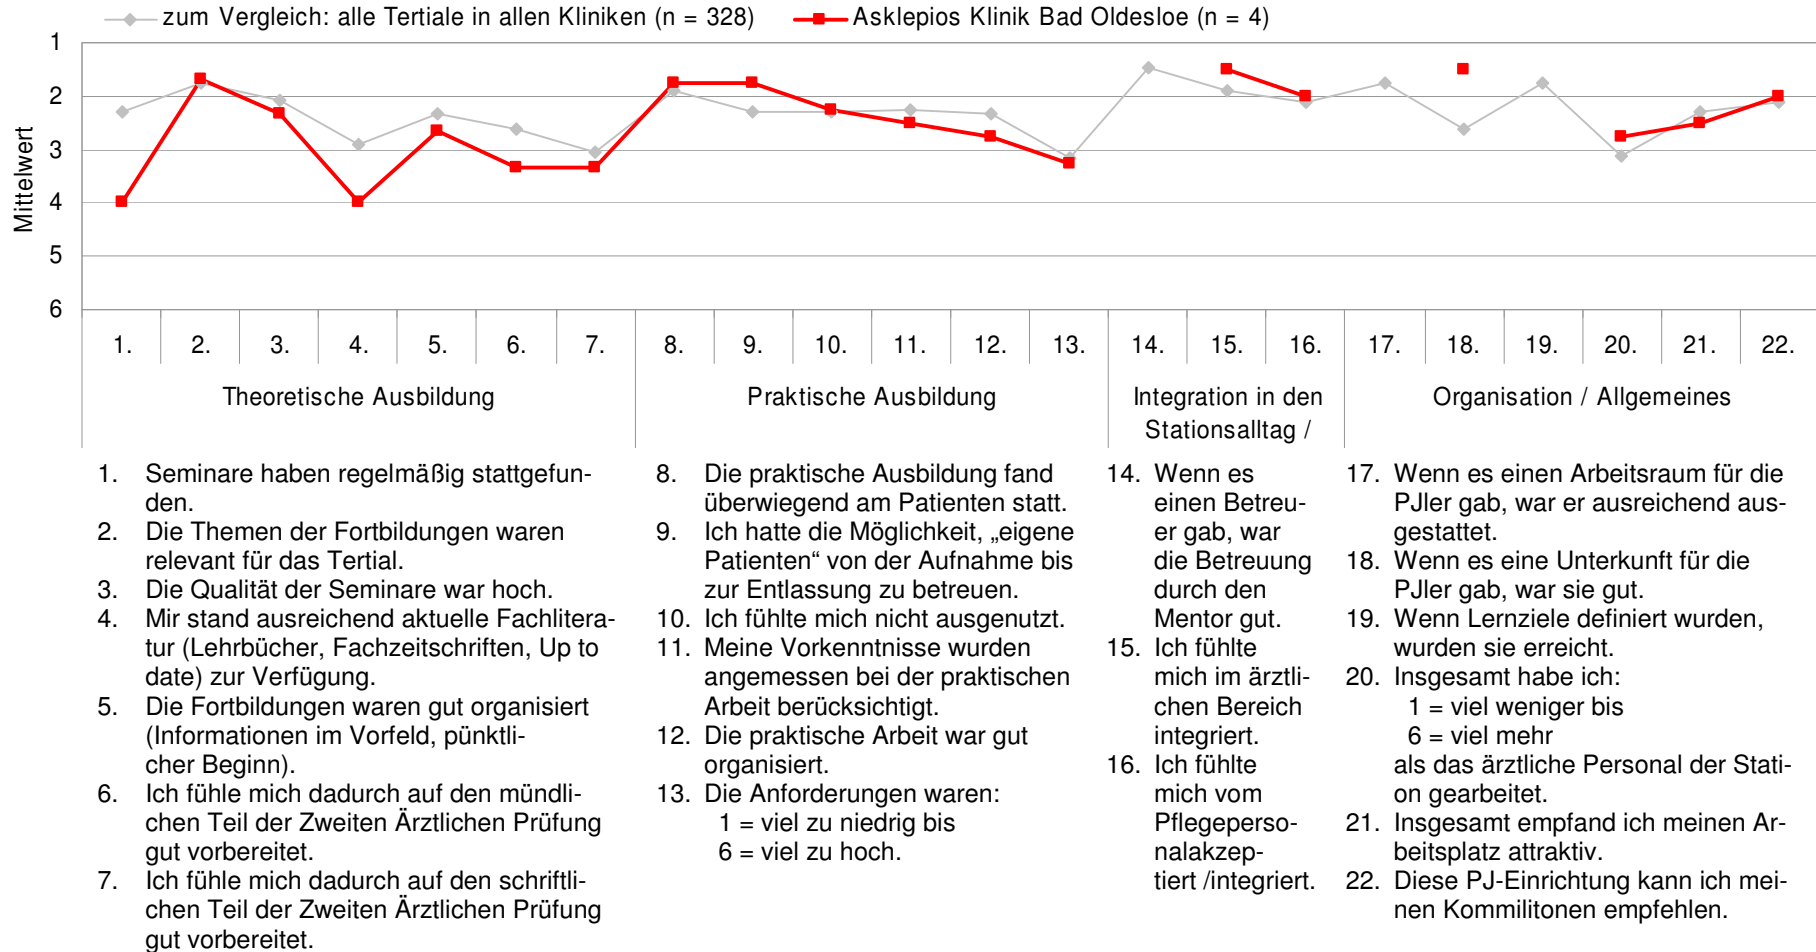 zum Vergleich: alle Tertiale in allen Kliniken (n = 328)
Asklepios Klinik Bad Oldesloe (n = 4)
Mittelwert
1
2
3
4
5
6
1. 2. 3. 4. 5. 6. 7. 8. 9. 10. 11. 12. 13. 14. 15. 16. 17. 18. 19. 20. 21. 22.
Theoretische Ausbildung
Praktische Ausbildung
Integration in den
Stationsalltag /
Organisation / Allgemeines
1. Seminare haben regelmäßig stattgefun-
den.
2. Die Themen der Fortbildungen waren
relevant für das Tertial.
3. Die Qualität der Seminare war hoch.
4. Mir stand ausreichend aktuelle Fachlitera-
tur (Lehrbücher, Fachzeitschriften, Up to
date) zur Verfügung.
5. Die Fortbildungen waren gut organisiert
(Informationen im Vorfeld, pünktli-
cher Beginn).
6. Ich fühle mich dadurch auf den mündli-
chen Teil der Zweiten Ärztlichen Prüfung
gut vorbereitet.
7. Ich fühle mich dadurch auf den schriftli-
chen Teil der Zweiten Ärztlichen Prüfung
gut vorbereitet.
8. Die praktische Ausbildung fand
überwiegend am Patienten statt.
9. Ich hatte die Möglichkeit, „eigene
Patienten“ von der Aufnahme bis
zur Entlassung zu betreuen.
10. Ich fühlte mich nicht ausgenutzt.
11. Meine Vorkenntnisse wurden
angemessen bei der praktischen
Arbeit berücksichtigt.
12. Die praktische Arbeit war gut
organisiert.
13. Die Anforderungen waren:
1 = viel zu niedrig bis
6 = viel zu hoch.
14. Wenn es
einen Betreu-
er gab, war
die Betreuung
durch den
Mentor gut.
15. Ich fühlte
mich im ärztli-
chen Bereich
integriert.
16. Ich fühlte
mich vom
Pflegeperso-
nalakzep-
tiert /integriert.
17. Wenn es einen Arbeitsraum für die
PJler gab, war er ausreichend aus-
gestattet.
18. Wenn es eine Unterkunft für die
PJler gab, war sie gut.
19. Wenn Lernziele definiert wurden,
wurden sie erreicht.
20. Insgesamt habe ich:
1 = viel weniger bis
6 = viel mehr
als das ärztliche Personal der Stati-
on gearbeitet.
21. Insgesamt empfand ich meinen Ar-
beitsplatz attraktiv.
22. Diese PJ-Einrichtung kann ich mei-
nen Kommilitonen empfehlen.